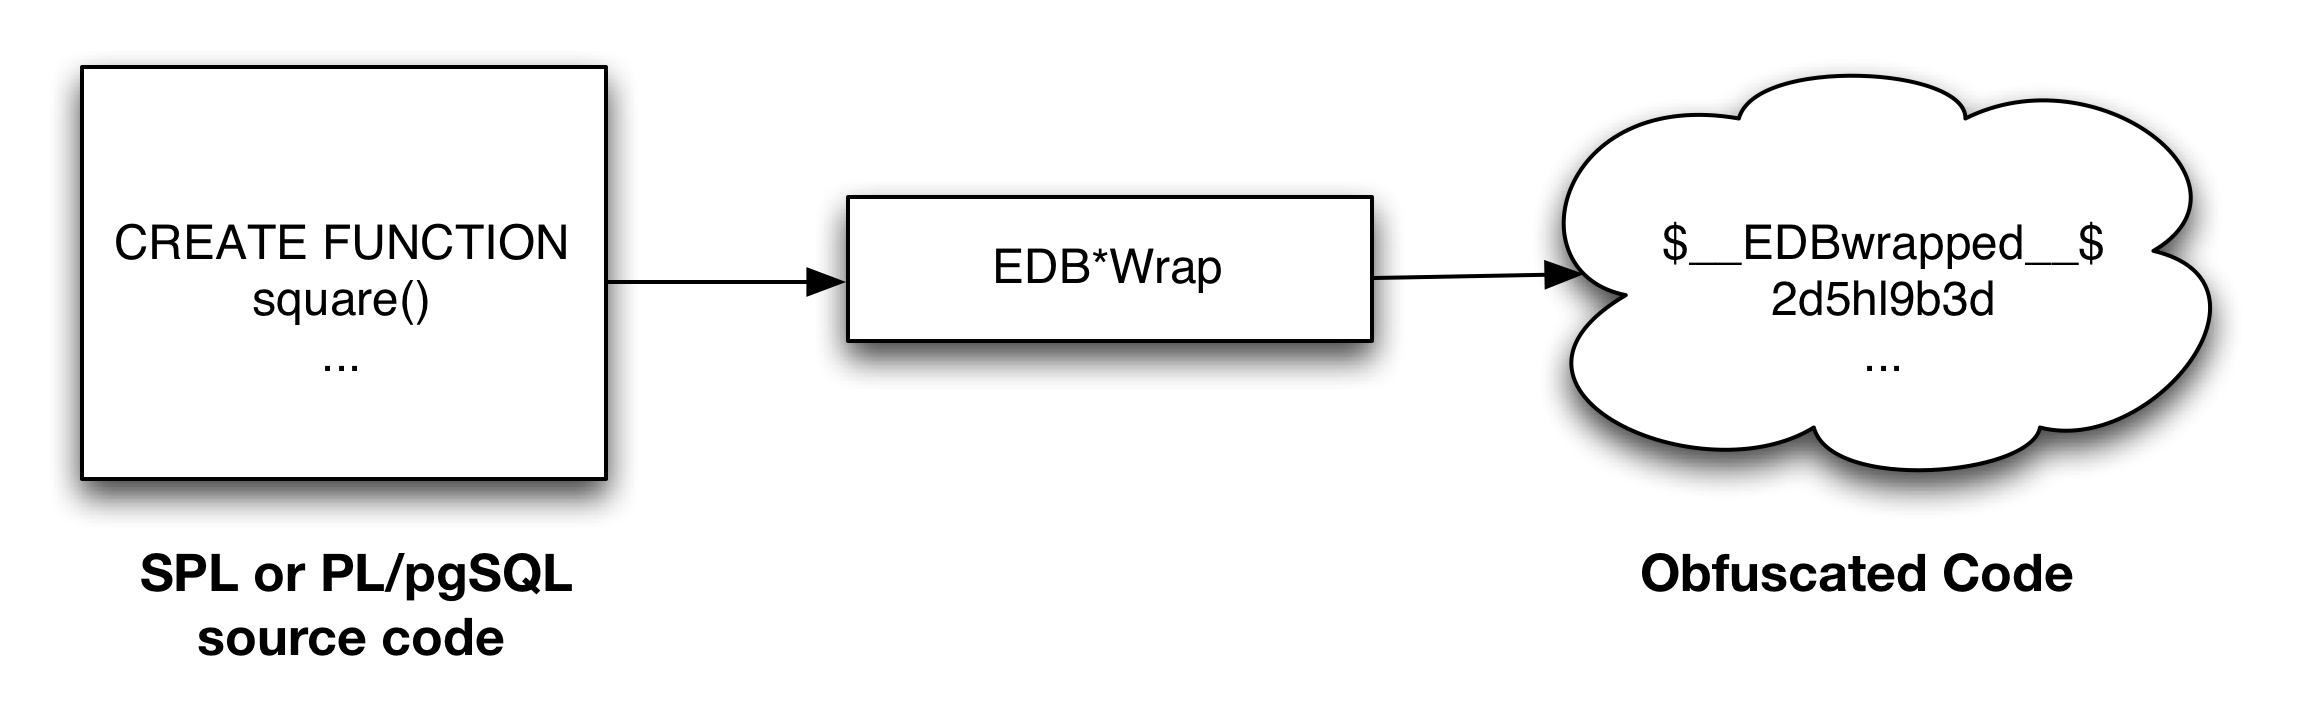 CREATE FUNCTION
square()
...
SPL or PL/pgSQL
source code
EDB*Wrap
$__EDBwrapped__$
2d5hl9b3d
...
Obfuscated Code